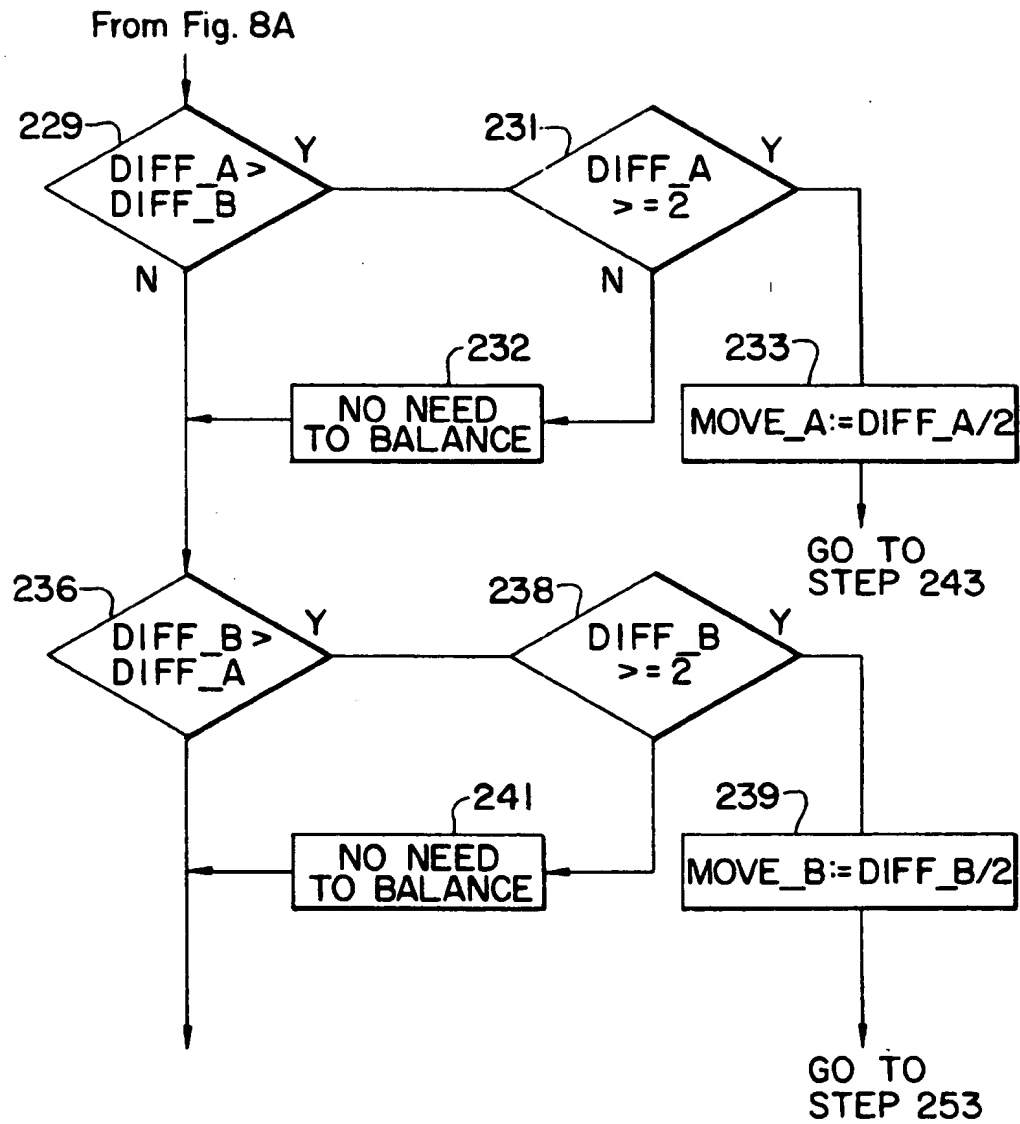 From Fig. 8A
229
DIFF_A >
DIFF_B
Y
N
231
DIFF_A
>=2
Y
N
232
NO NEED
TO BALANCE
233
MOVE_A:=DIFF_A/2
GO TO
STEP 243
236
DIFF_B >
DIFF_A
Y
238
DIFF_B
>=2
Y
241
NO NEED
TO BALANCE
239
MOVE_B:=DIFF_B/2
GO TO
STEP 253